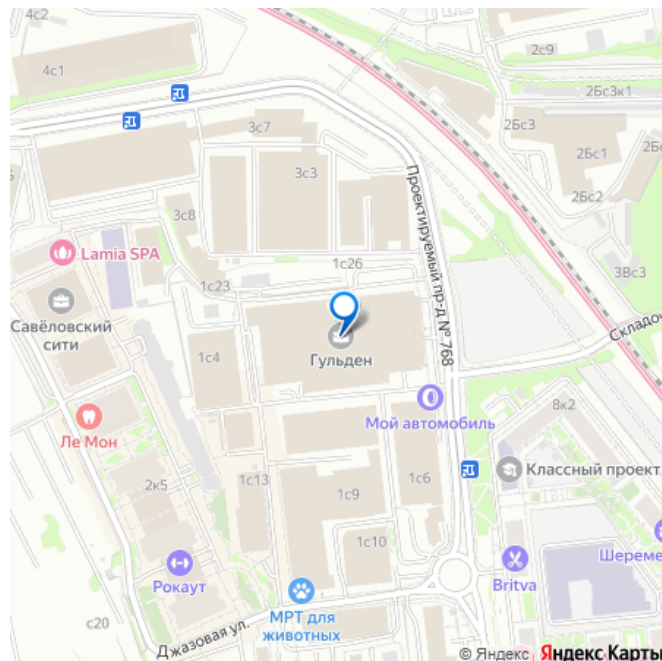 4с2
4с1
2с9
2Бс3к1
2Бс3
2Бс1
2Бс2
3с7
3с3
3с8
Проектируемый пр-д № 768
Lamia SPA
1с26
1с23
3Вс3
Савёловский
сити
Гульден
1с4
Складоч
Мой автомобиль
8к2
Ле Мон
2к5
1с13
1с9
1с6
Классный проект
1с10
Рокаут
Britva
Шереме
МРТ для
животных
с20
Джазовая ул.
© Яндекс Яндекс Карты